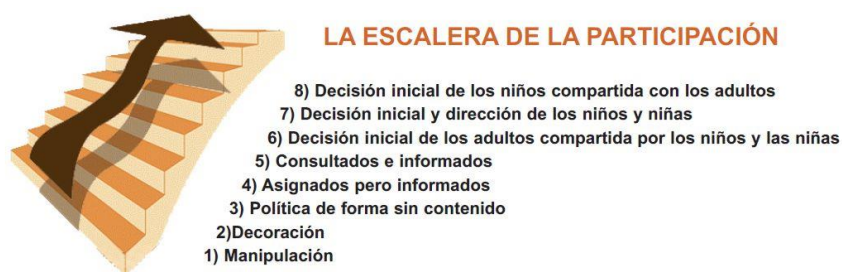 LA ESCALERA DE LA PARTICIPACIÓN
8) Decisión inicial de los niños compartida con los adultos
7) Decisión inicial y dirección de los niños y niñas
6) Decisión inicial de los adultos compartida por los niños y las niñas
5) Consultados e informados
4) Asignados pero informados
3) Política de forma sin contenido
2)Decoración
1) Manipulación